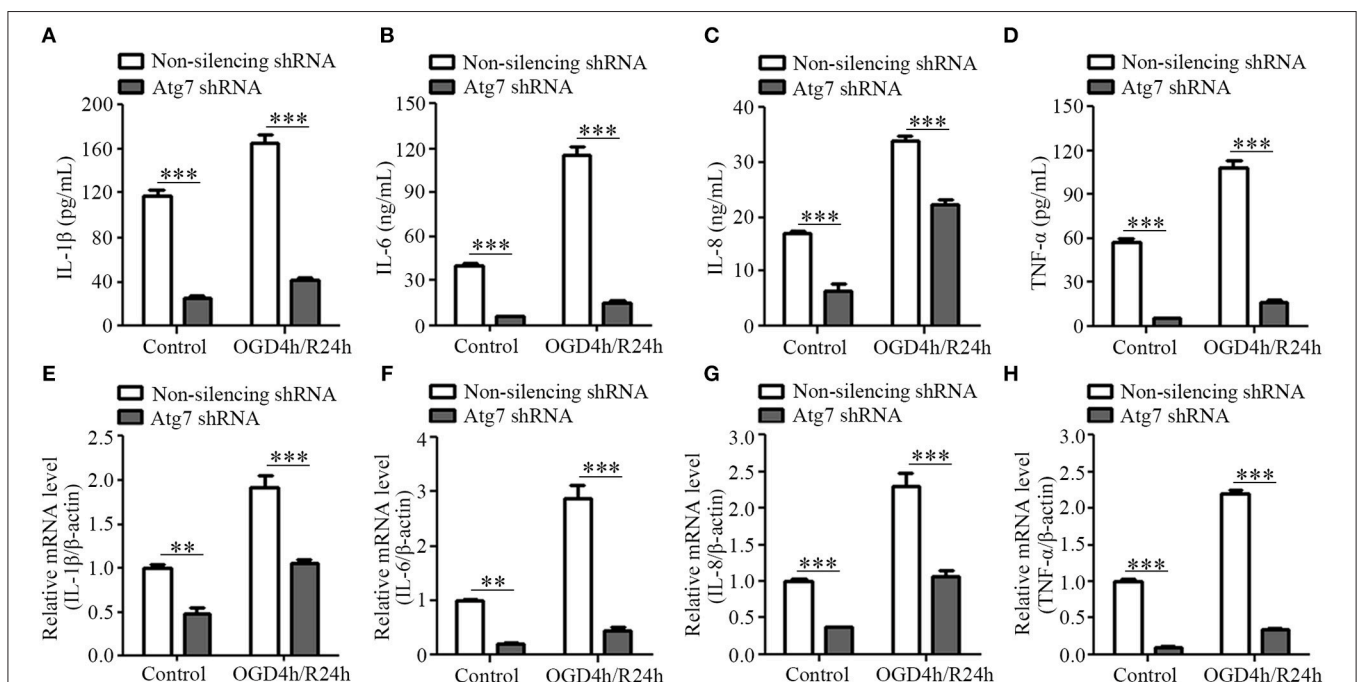 A
Non-silencing shRNA
Atg7 shRNA
200
160
120
80
40
0
IL-1β (pg/mL)
***
***
Control
OGD4h/R24h
B
Non-silencing shRNA
Atg7 shRNA
150
120
90
60
30
0
IL-6 (ng/mL)
***
***
Control
OGD4h/R24h
C
Non-silencing shRNA
Atg7 shRNA
40
30
20
10
0
IL-8 (ng/mL)
***
***
Control
OGD4h/R24h
D
Non-silencing shRNA
Atg7 shRNA
150
120
90
60
30
0
TNF-α (pg/mL)
***
***
Control
OGD4h/R24h
E
Non-silencing shRNA
Atg7 shRNA
2.5
2.0
1.5
1.0
0.5
0.0
Relative mRNA level
(IL-1β/β-actin)
**
***
Control
OGD4h/R24h
F
Non-silencing shRNA
Atg7 shRNA
4
3
2
1
0
Relative mRNA level
(IL-6/β-actin)
**
***
Control
OGD4h/R24h
G
Non-silencing shRNA
Atg7 shRNA
3.0
2.5
2.0
1.5
1.0
0.5
0.0
Relative mRNA level
(IL-8/β-actin)
***
***
Control
OGD4h/R24h
H
Non-silencing shRNA
Atg7 shRNA
3.0
2.5
2.0
1.5
1.0
0.5
0.0
Relative mRNA level
(TNF-α/β-actin)
***
***
Control
OGD4h/R24h